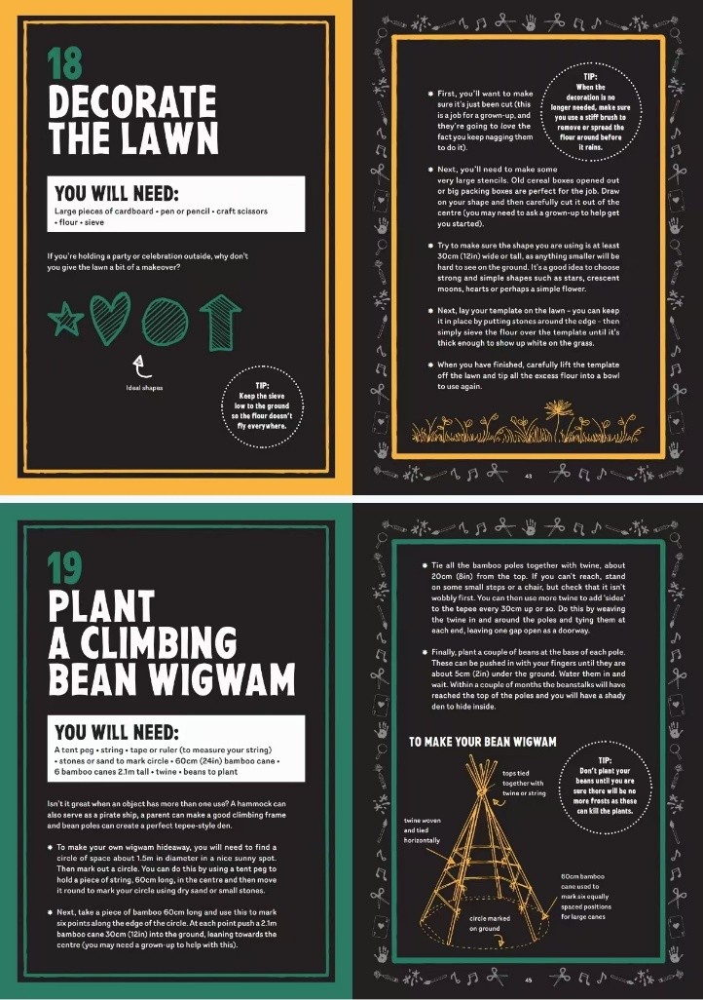 18
DECORATE
THE LAWN
YOU WILL NEED:
Large pieces of cardboard • pen or pencil • craft scissors
• flour • sieve
If you're holding a party or celebration outside, why don't
you give the lawn a bit of a makeover?
Ideal shapes
TIP:
Keep the sieve
low to the ground
so the flour doesn't
fly everywhere.
First, you'll want to make
sure it's just been cut (this
is a job for a grown-up, and
they're going to love the
fact you keep nagging them
to do it).
TIP:
When the
decoration is no
longer needed, make sure
you use a stiff brush to
remove or spread the
flour around before
it rains.
Next, you'll need to make some
very large stencils. Old cereal boxes opened out
or big packing boxes are perfect for the job. Draw
on your shape and then carefully cut it out of the
centre (you may need to ask a grown-up to help get
you started).
Try to make sure the shape you are using is at least
30cm (12in) wide or tall, as anything smaller will be
hard to see on the ground. It's a good idea to choose
strong and simple shapes such as stars, crescent
moons, hearts or perhaps a simple flower.
Next, lay your template on the lawn – you can keep
it in place by putting stones around the edge – then
simply sieve the flour over the template until it's
thick enough to show up white on the grass.
When you have finished, carefully lift the template
off the lawn and tip all the excess flour into a bowl
to use again.
43
19
PLANT
A CLIMBING
BEAN WIGWAM
YOU WILL NEED:
A tent peg • string • tape or ruler (to measure your string)
• stones or sand to mark circle • 60cm (24in) bamboo cane •
6 bamboo canes 2.1m tall • twine • beans to plant
Isn't it great when an object has more than one use? A hammock can
also serve as a pirate ship, a parent can make a good climbing frame
and bean poles can create a perfect tepee-style den.
To make your own wigwam hideaway, you will need to find a
circle of space about 1.5m in diameter in a nice sunny spot.
Then mark out a circle. You can do this by using a tent peg to
hold a piece of string, 60cm long, in the centre and then move
it round to mark your circle using dry sand or small stones.
Next, take a piece of bamboo 60cm long and use this to mark
six points along the edge of the circle. At each point push a 2.1m
bamboo cane 30cm (12in) into the ground, leaning towards the
centre (you may need a grown-up to help with this).
Tie all the bamboo poles together with twine, about
20cm (8in) from the top. If you can't reach, stand
on some small steps or a chair, but check that it isn't
wobbly first. You can then use more twine to add 'sides'
to the tepee every 30cm up or so. Do this by weaving
the twine in and around the poles and tying them at
each end, leaving one gap open as a doorway.
Finally, plant a couple of beans at the base of each pole.
These can be pushed in with your fingers until they are
about 5cm (2in) under the ground. Water them in and
wait. Within a couple of months the beanstalks will have
reached the top of the poles and you will have a shady
den to hide inside.
TO MAKE YOUR BEAN WIGWAM
tops tied
together with
twine or string
TIP:
Don't plant your
beans until you are
sure there will be no
more frosts as these
can kill the plants.
twine woven
and tied
horizontally
60cm bamboo
cane used to
mark six equally
spaced positions
for large canes
circle marked
on ground
45